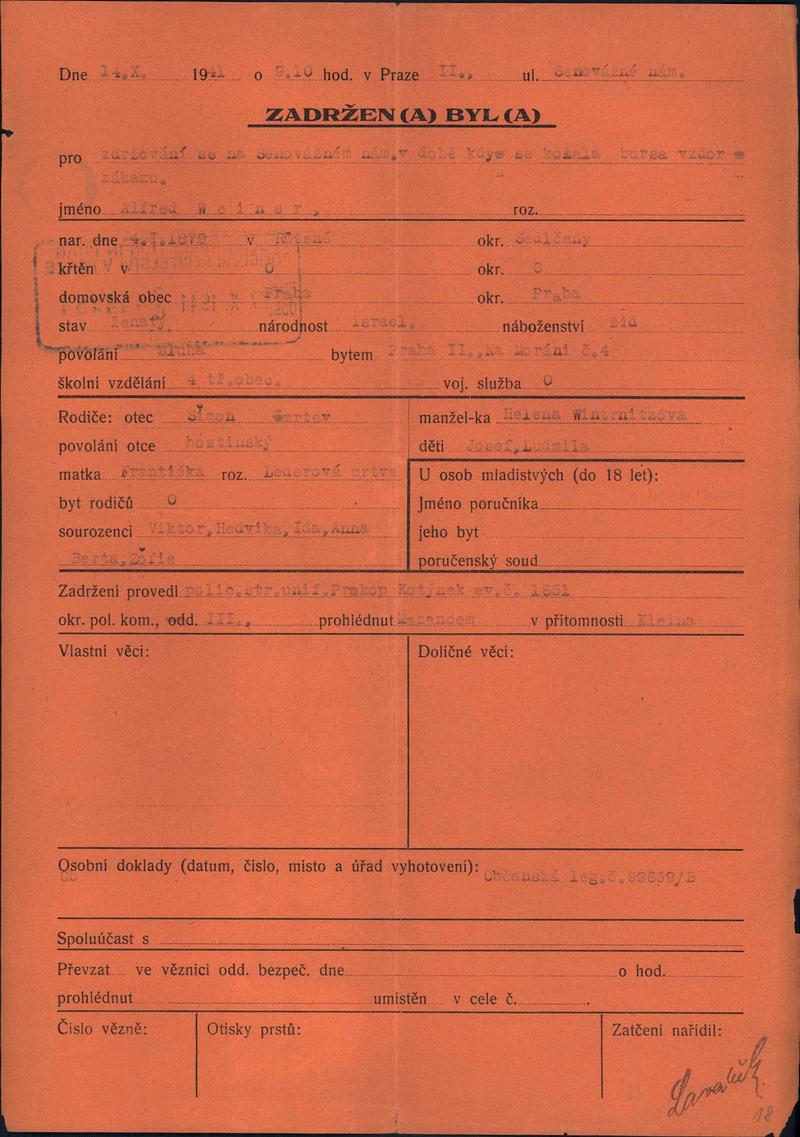 Dne 14.X. 1941 o 9.10 hod. v Praze II., ul. Senovážné nám.
ZADRŽEN(A) BYL(A)
pro zdržování se na Senovážném nám.v době kdys se konala bursa vzdor
zákazu.
jméno Alfred Weiner, roz.
nar. dne 4.I.1879 v okr. Sedlčany
křtěn v 0 okr. 0
domovská obec Praha okr. Praha
stav ženatý. národnost israel. náboženství žid
povolání sluha bytem Praha II.,Na Moráni č.4
školní vzdělání 4 tř.obec. voj. služba 0
Rodiče: otec Šimon mrtev manžel-ka Helena Wintrnitzova
povolání otce hostinský děti Josef,Ludmila
matka Františka roz. Lederová mrtva U osob mladistvých (do 18 let):
byt rodičů 0 Jméno poručníka
sourozenci Viktor,Hedvika,Ida,Anna jeho byt
Berta,Žofie poručenský soud
Zadržení provedl polic.str.unif.Prokop Kotýnek ev.č. 1851
okr. pol. kom., odd. III., prohlédnut v přítomnosti Kleina
Vlastní věci: Doličné věci:
Osobní doklady (datum, číslo, místo a úřad vyhotovení): Občanská leg.č.89639/B
Spoluúčast s
Převzat ve věznici odd. bezpeč. dne o hod.
prohlédnut umístěn v cele č.
Číslo vězně: Otisky prstů: Zatčení nařídil:
18